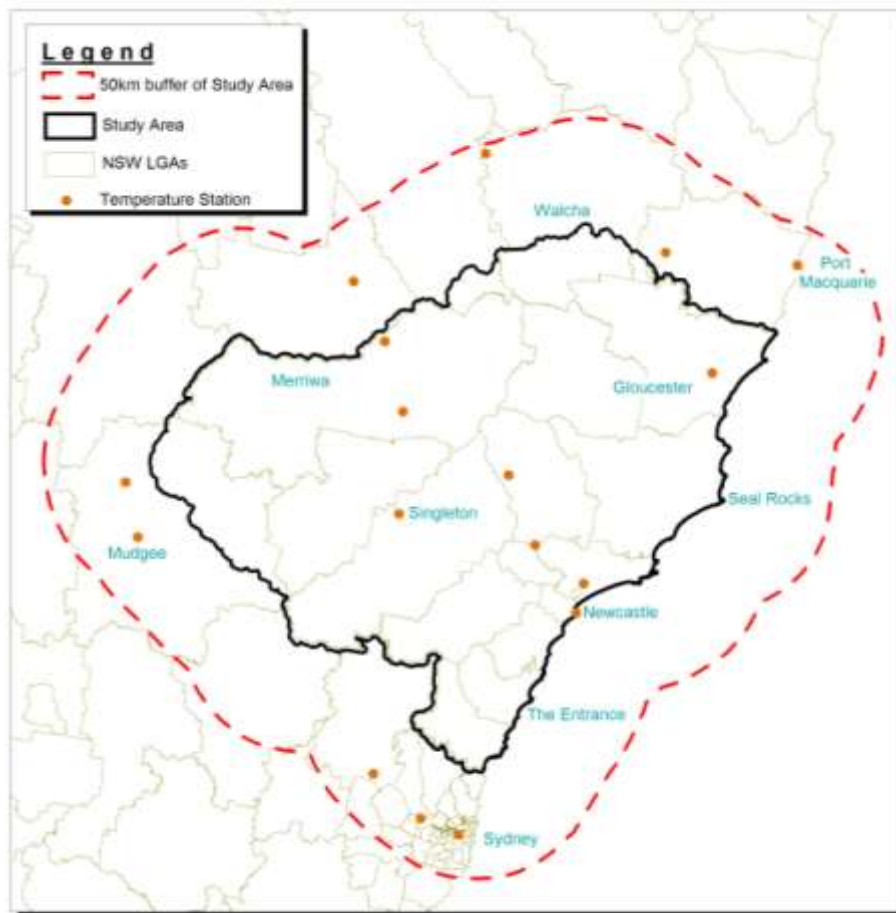 Legend
50km buffer of Study Area
Study Area
NSW LGAs
Temperature Station
Walcha
Port
Macquarie
Merriwa
Gloucester
Seal Rocks
Singleton
Mudgee
Newcastle
The Entrance
Sydney